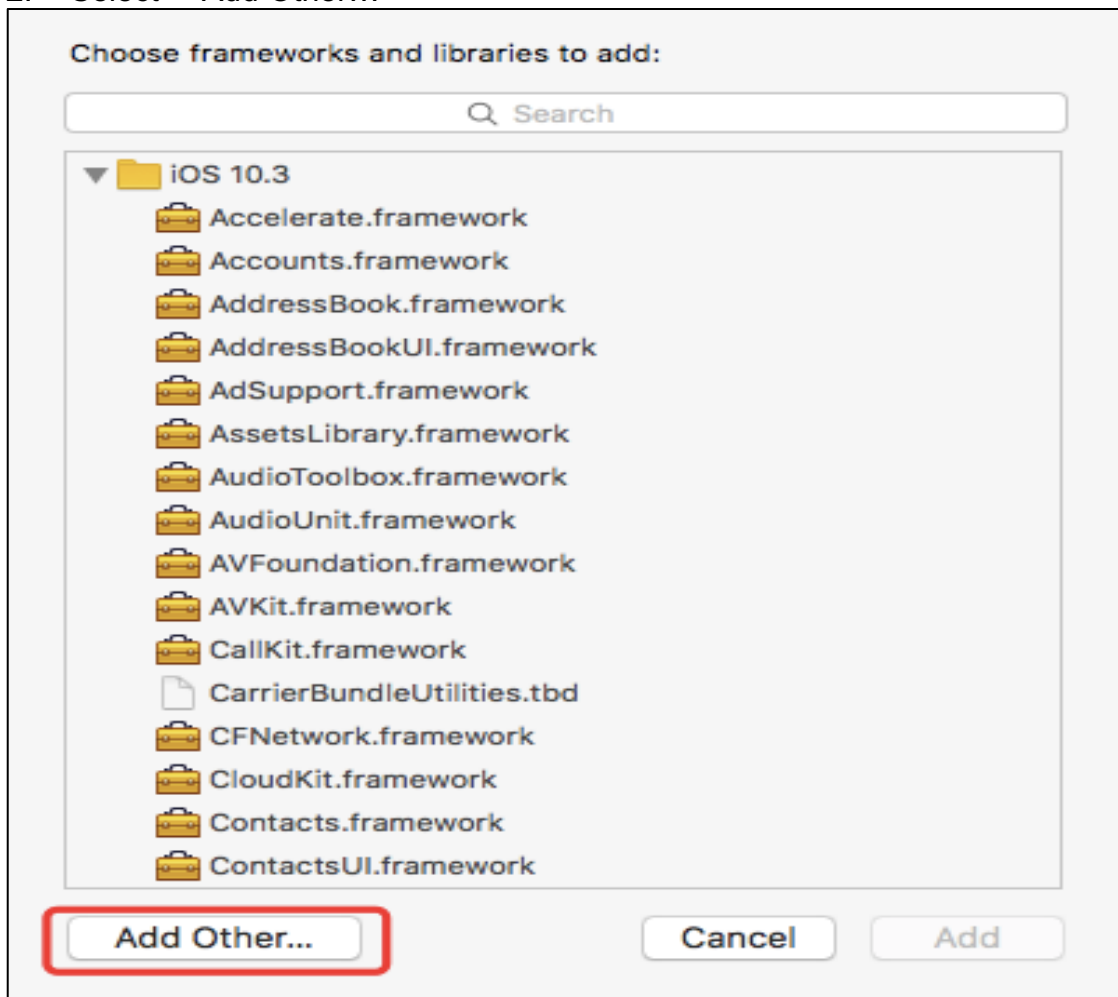 Choose frameworks and libraries to add:
Search
iOS 10.3
Accelerate.framework
Accounts.framework
AddressBook.framework
AddressBookUI.framework
AdSupport.framework
AssetsLibrary.framework
AudioToolbox.framework
AudioUnit.framework
AVFoundation.framework
AVKit.framework
CallKit.framework
CarrierBundleUtilities.tbd
CFNetwork.framework
CloudKit.framework
Contacts.framework
ContactsUI.framework
Add Other... Cancel Add